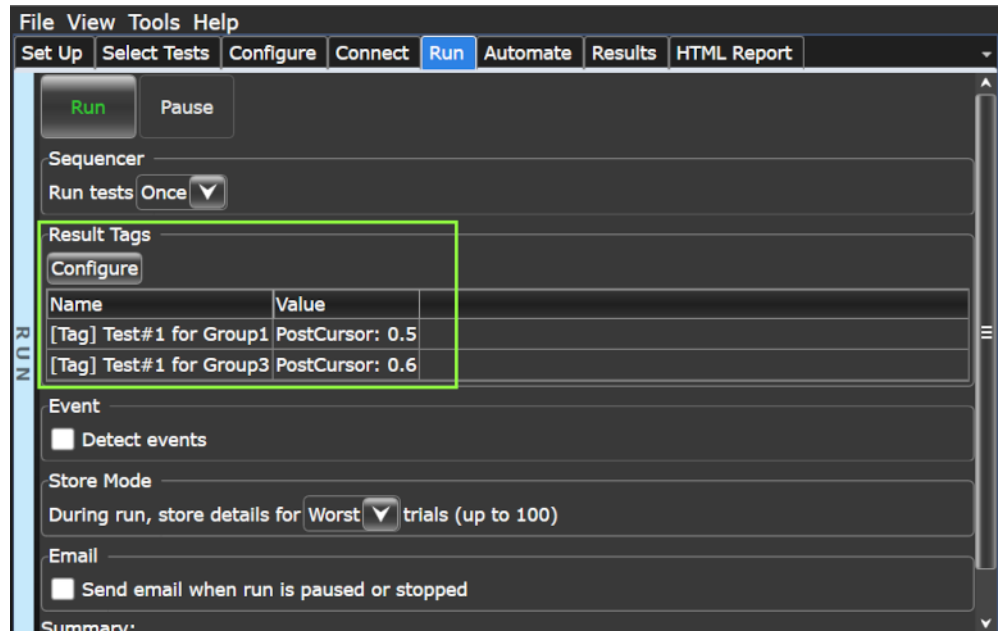 File View Tools Help
Set Up Select Tests Configure Connect Run Automate Results HTML Report
Run Pause
Sequencer
Run tests Once
Result Tags
Configure
Name Value
[Tag] Test#1 for Group1 PostCursor: 0.5
[Tag] Test#1 for Group3 PostCursor: 0.6
RUN
Event
Detect events
Store Mode
During run, store details for Worst trials (up to 100)
Email
Send email when run is paused or stopped
Summary: